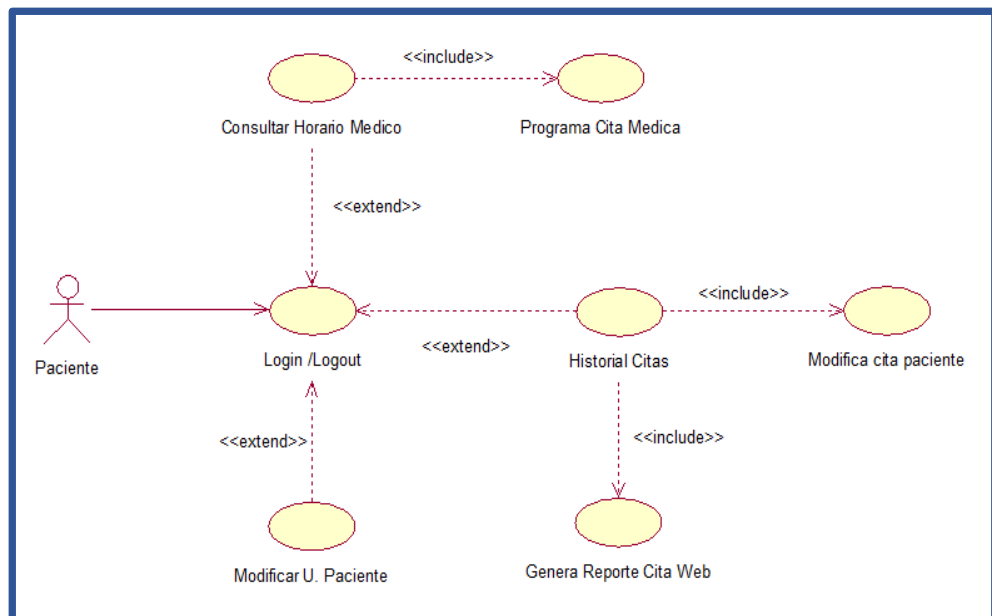 <<include>>
Consultar Horario Medico
Programa Cita Medica
<<extend>>
<<include>>
Paciente
Login /Logout
<<extend>>
Historial Citas
Modifica cita paciente
<<extend>>
<<include>>
Modificar U. Paciente
Genera Reporte Cita Web